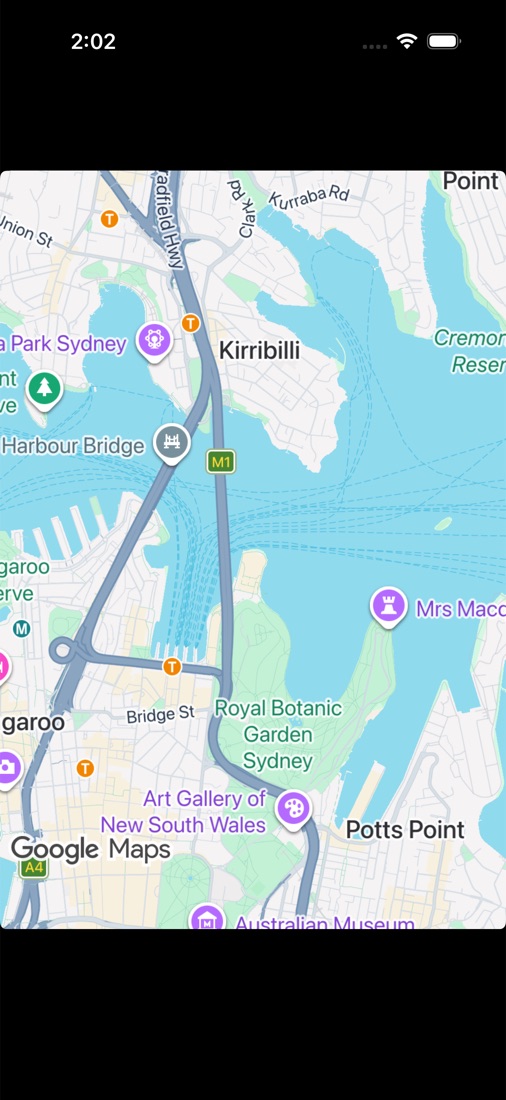 2:02
Point
Bradfield Hwy
Clark Rd
Kurraba Rd
Union St
T
T
a Park Sydney
Kirribilli
Cremor
Reser
nt
ve
Harbour Bridge
M1
garoo
erve
M
Mrs Macq
T
Bridge St
Royal Botanic
Garden
Sydney
garoo
T
Art Gallery of
New South Wales
Potts Point
Google Maps
A4
Australian Museum